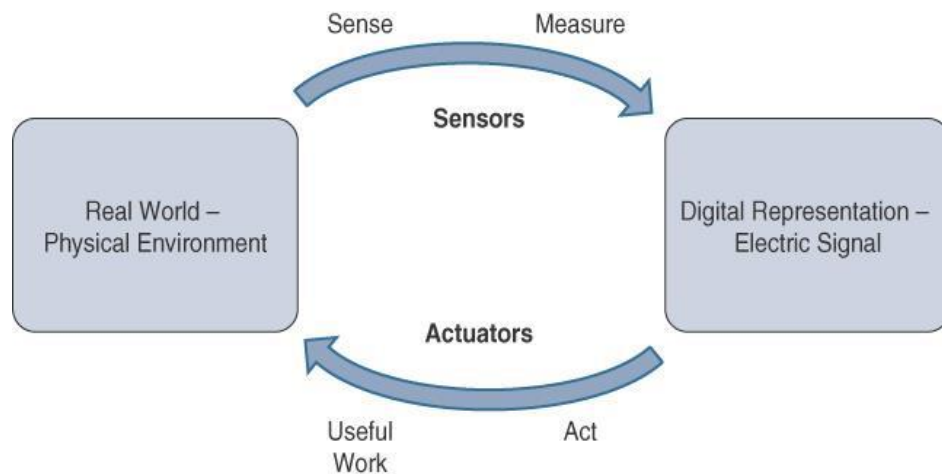 Sense
Measure
Sensors
Real World –
Physical Environment
Digital Representation –
Electric Signal
Actuators
Useful
Work
Act